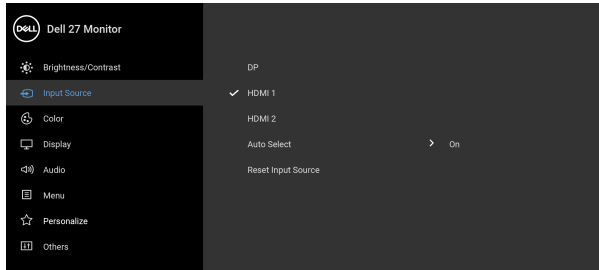 DELL Dell 27 Monitor
Brightness/Contrast
Input Source
Color
Display
Audio
Menu
Personalize
Others
DP
HDMI 1
HDMI 2
Auto Select On
Reset Input Source